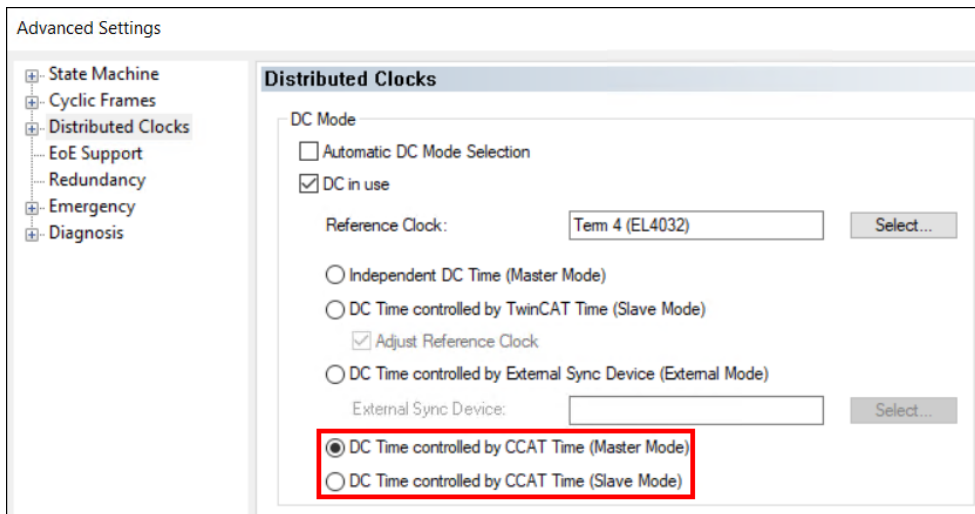 Advanced Settings
State Machine
Cyclic Frames
Distributed Clocks
EoE Support
Redundancy
Emergency
Diagnosis
Distributed Clocks
DC Mode
Automatic DC Mode Selection
DC in use
Reference Clock: Term 4 (EL4032) Select...
Independent DC Time (Master Mode)
DC Time controlled by TwinCAT Time (Slave Mode)
Adjust Reference Clock
DC Time controlled by External Sync Device (External Mode)
External Sync Device: Select...
DC Time controlled by CCAT Time (Master Mode)
DC Time controlled by CCAT Time (Slave Mode)